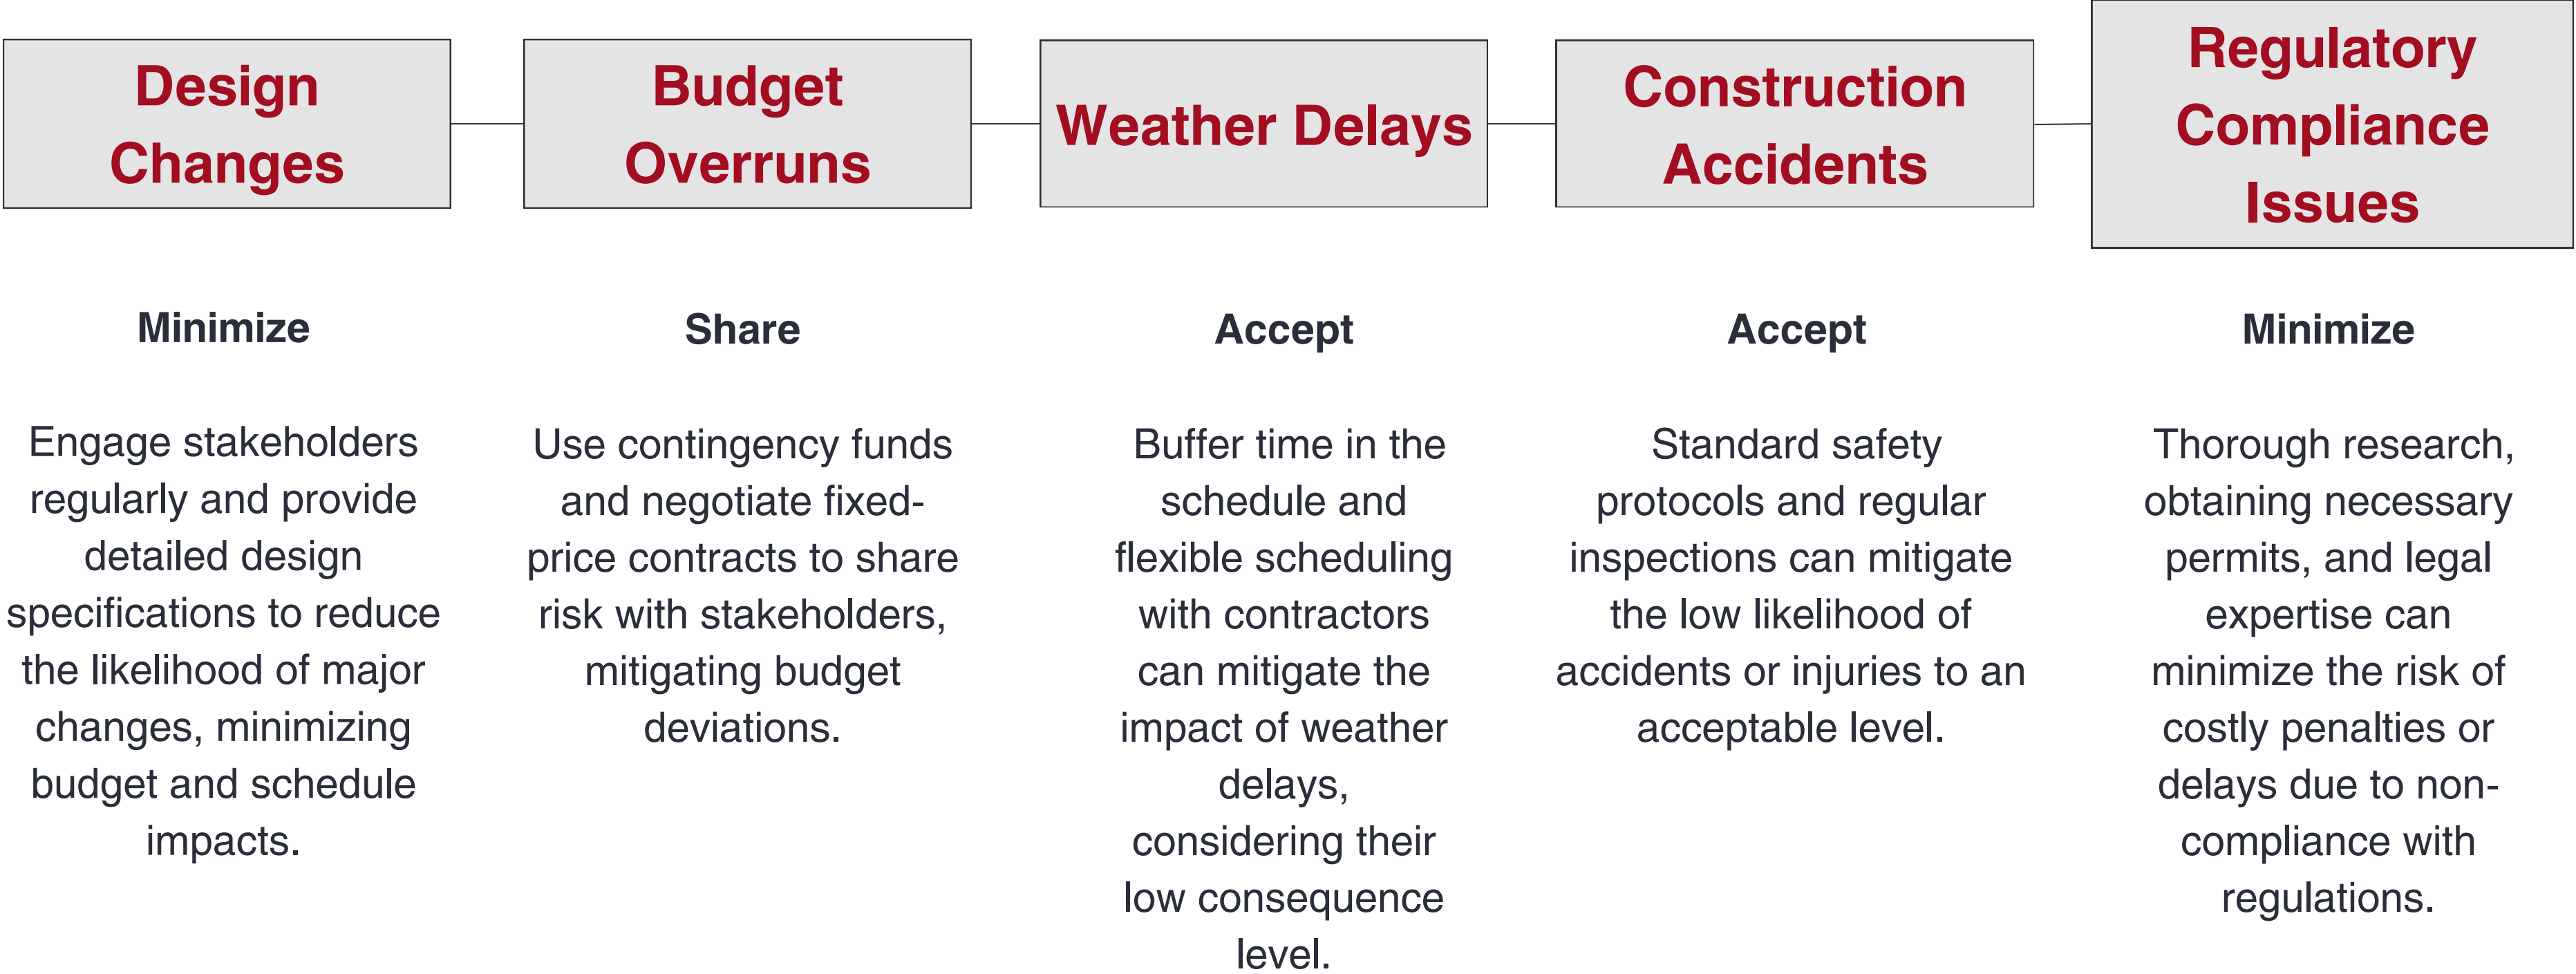 Design
Changes
Minimize
Engage stakeholders
regularly and provide
detailed design
specifications to reduce
the likelihood of major
changes, minimizing
budget and schedule
impacts.
Budget
Overruns
Share
Use contingency funds
and negotiate fixed-
price contracts to share
risk with stakeholders,
mitigating budget
deviations.
Weather Delays
Accept
Buffer time in the
schedule and
flexible scheduling
with contractors
can mitigate the
impact of weather
delays,
considering their
low consequence
level.
Construction
Accidents
Accept
Standard safety
protocols and regular
inspections can mitigate
the low likelihood of
accidents or injuries to an
acceptable level.
Regulatory
Compliance
Issues
Minimize
Thorough research,
obtaining necessary
permits, and legal
expertise can
minimize the risk of
costly penalties or
delays due to non-
compliance with
regulations.